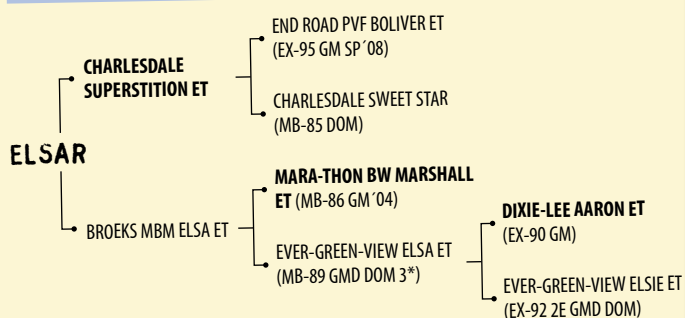 END ROAD PVF BOLIVER ET
(EX-95 GM SP´08)
CHARLESDALE
SUPERSTITION ET
CHARLESDALE SWEET STAR
(MB-85 DOM)
ELSAR
MARA-THON BW MARSHALL
ET (MB-86 GM´04)
DIXIE-LEE AARON ET
(EX-90 GM)
BROEKS MBM ELSA ET
EVER-GREEN-VIEW ELSA ET
(MB-89 GMD DOM 3*)
EVER-GREEN-VIEW ELSIE ET
(EX-92 2E GMD DOM)